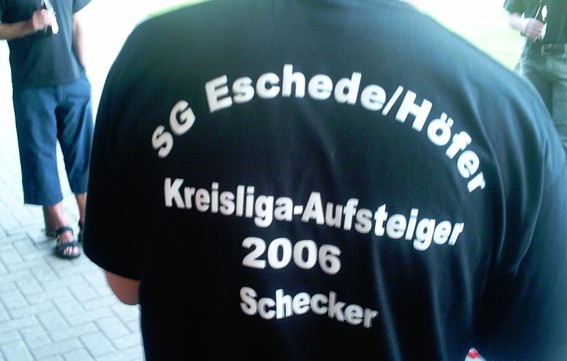 SG Eschede/Höfer
Kreisliga-Aufsteiger
2006
Schecker